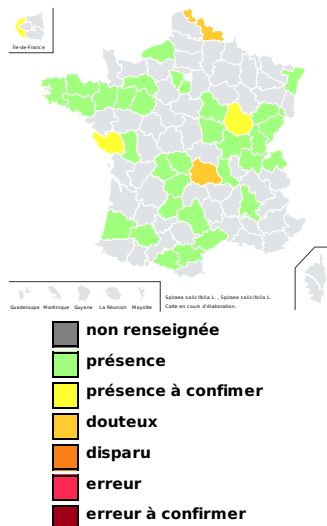 Île-de-France
Guadeloupe Martinique Guyane La Réunion Mayotte
Spiraea salicifolia L. , Spiraea salicifolia L.
Carte en cours d'élaboration.
non renseignée
présence
présence à confimer
douteux
disparu
erreur
erreur à confirmer